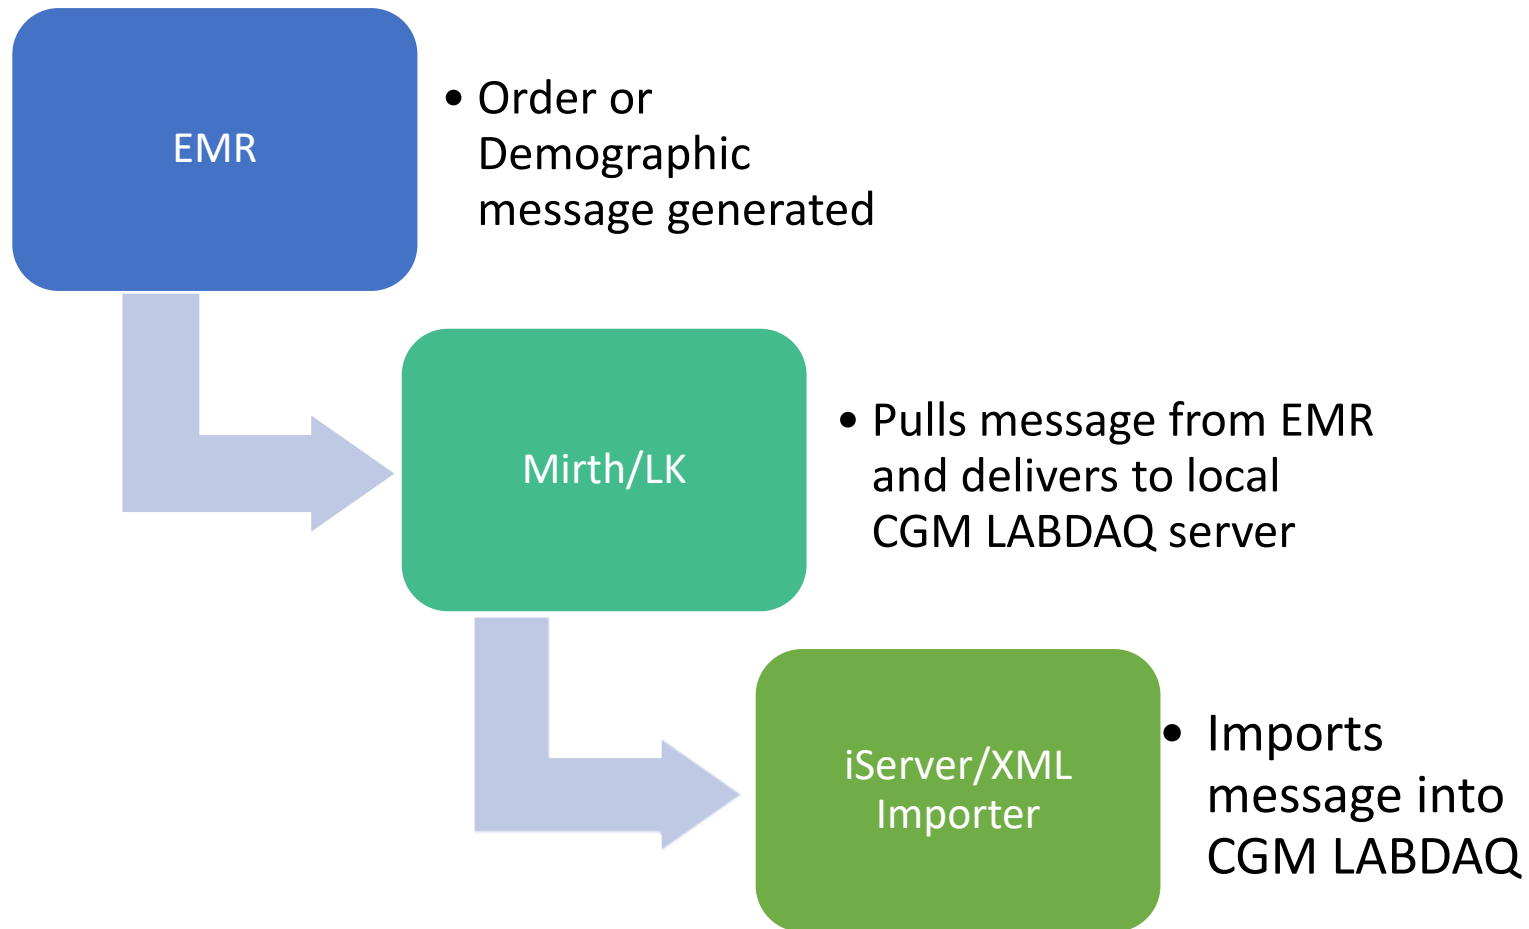 EMR
• Order or
Demographic
message generated
Mirth/LK
• Pulls message from EMR
and delivers to local
CGM LABDAQ server
iServer/XML
Importer
• Imports
message into
CGM LABDAQ